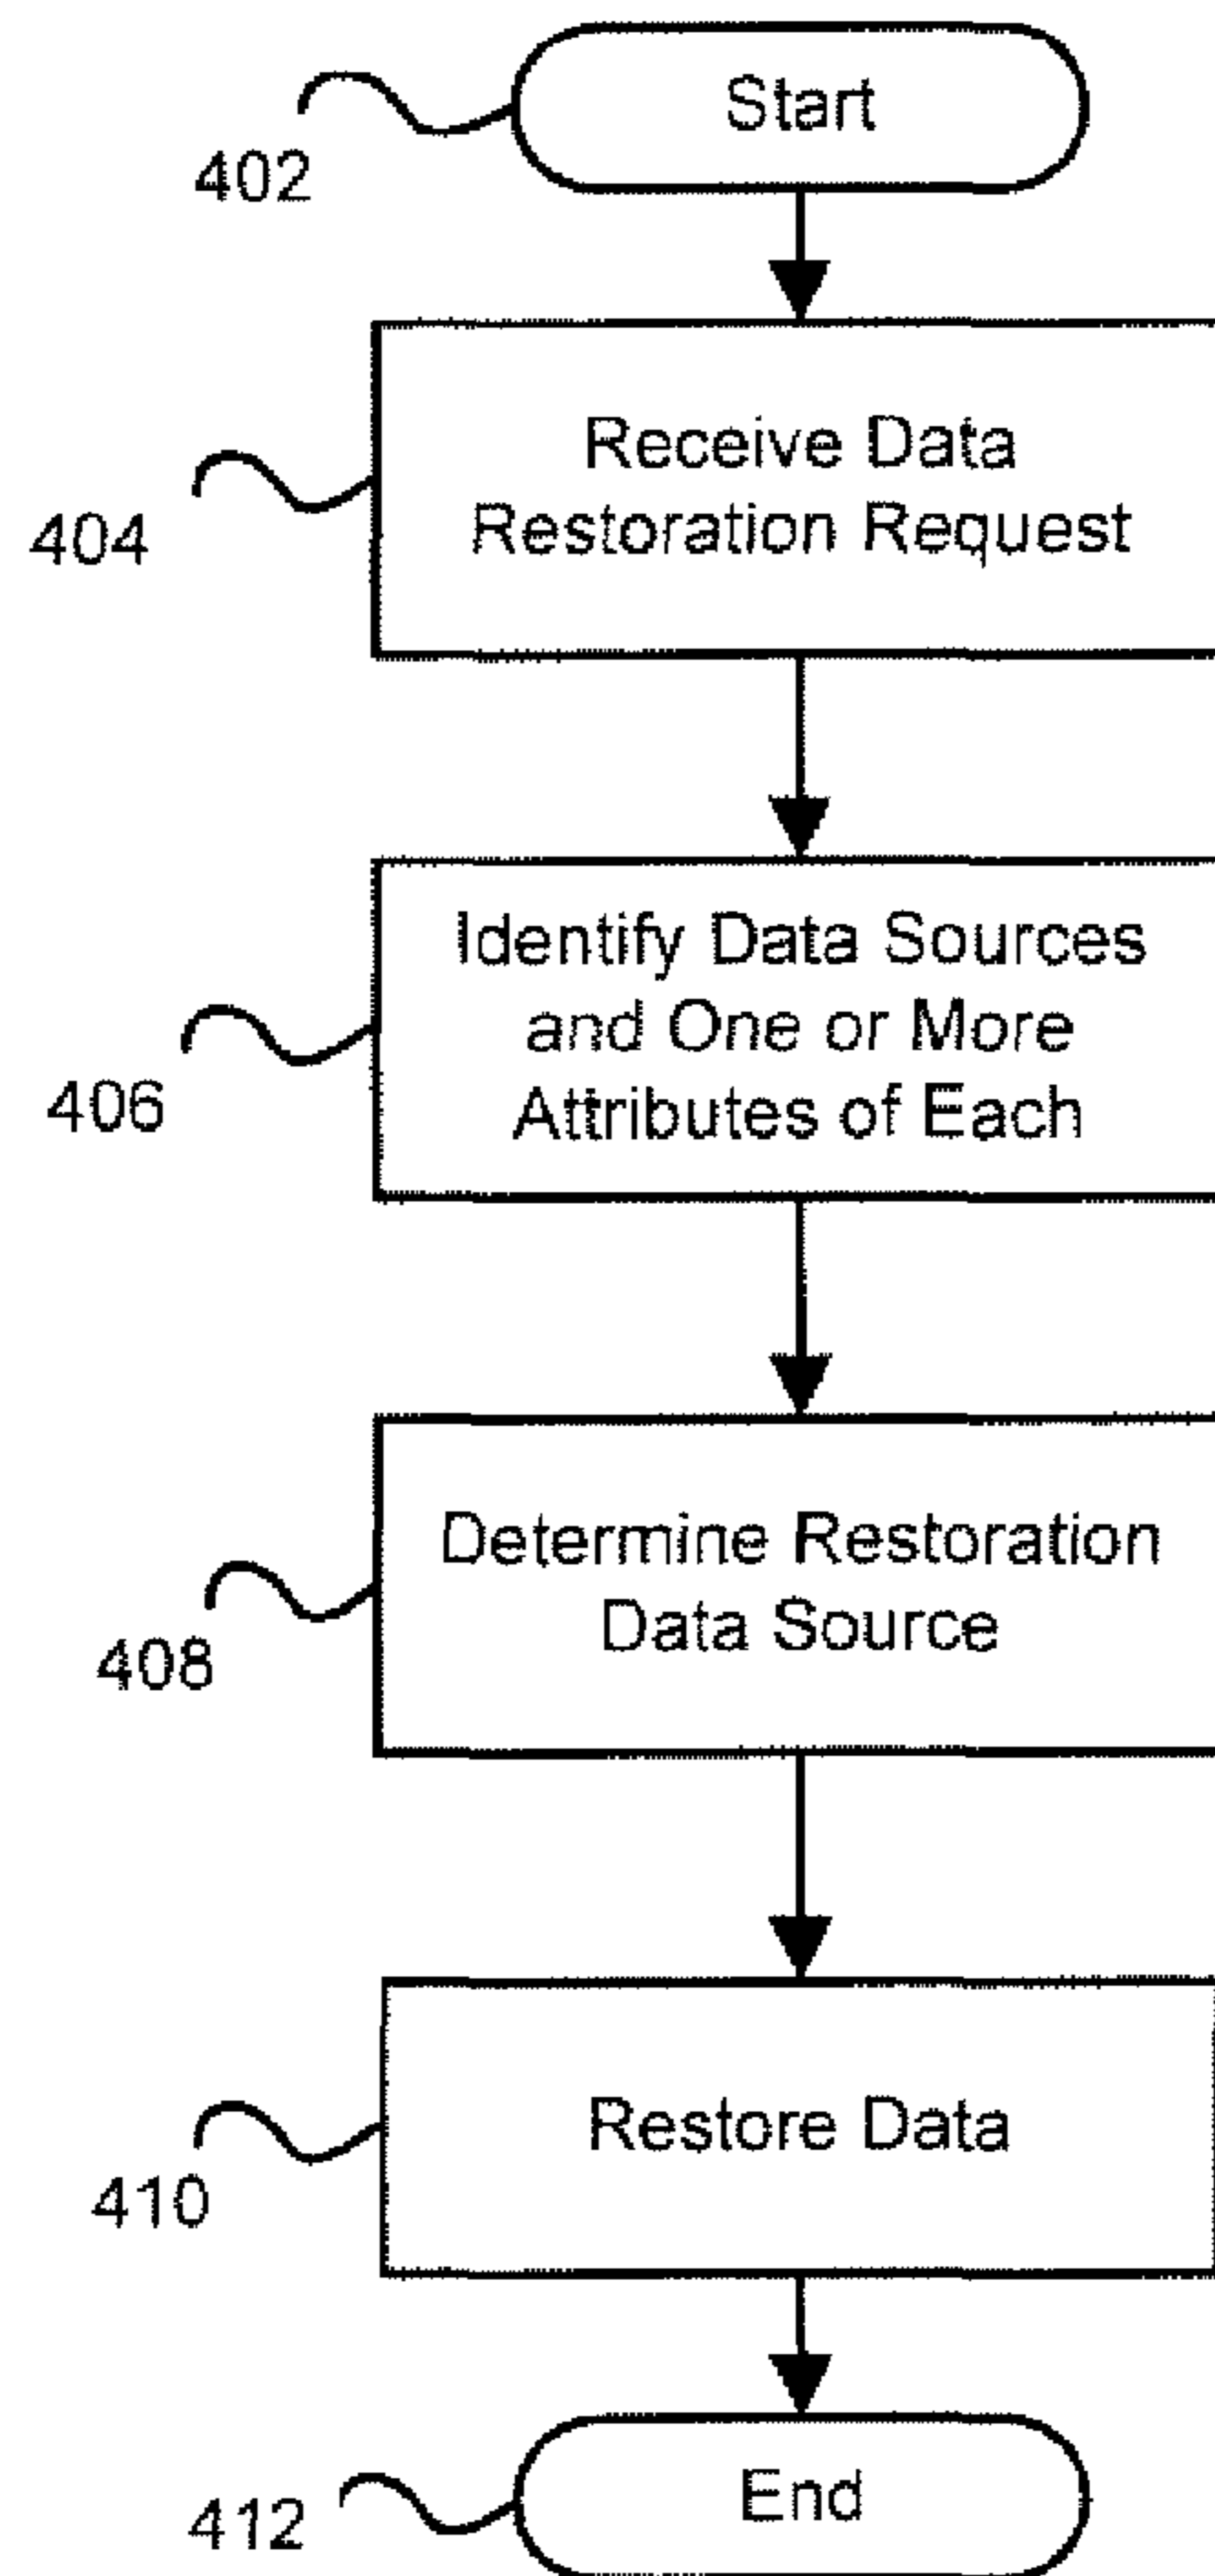 Start
402
Receive Data
Restoration Request
404
Identify Data Sources
and One or More
Attributes of Each
406
Determine Restoration
Data Source
408
Restore Data
410
End
412